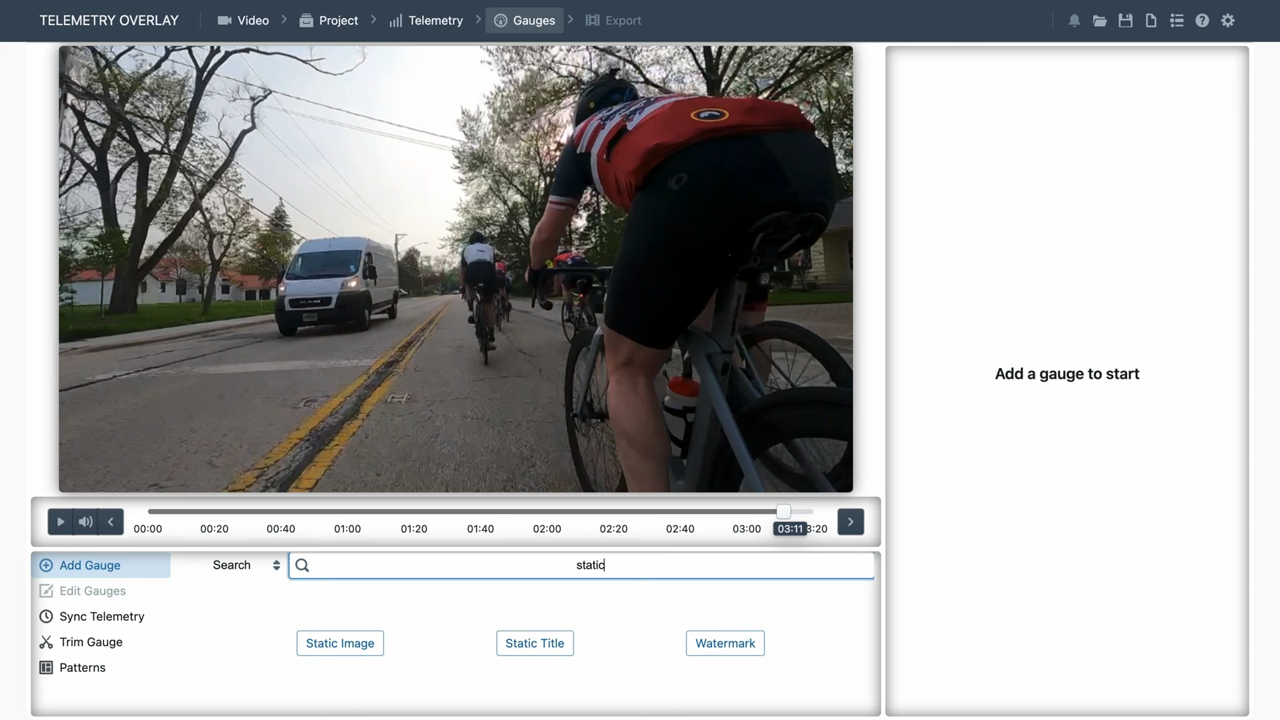 TELEMETRY OVERLAY
Video
Project
Telemetry
Gauges
Export
Add a gauge to start
00:00
00:20
00:40
01:00
01:20
01:40
02:00
02:20
02:40
03:00
03:11
3:20
Add Gauge
Search
static
Edit Gauges
Sync Telemetry
Trim Gauge
Patterns
Static Image
Static Title
Watermark